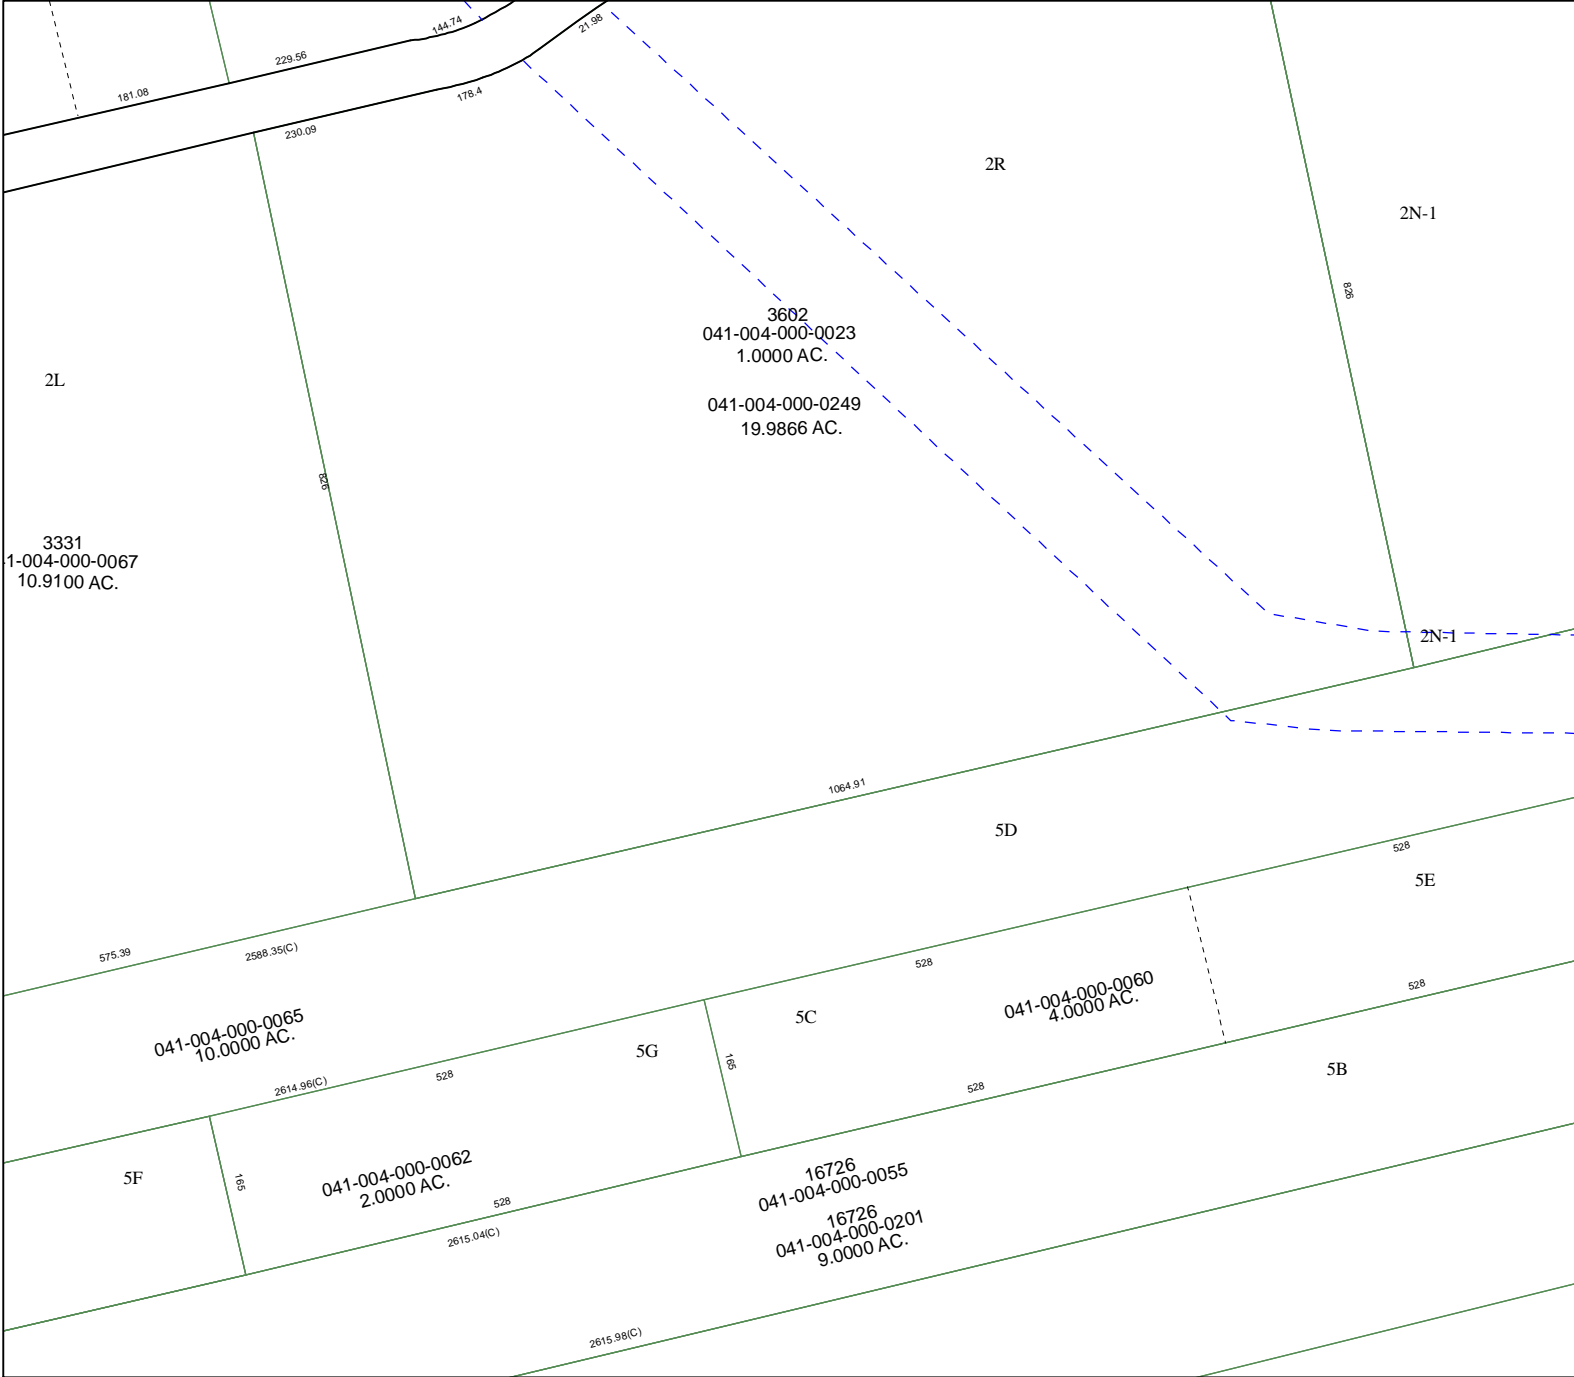 144.74
21.98
229.56
181.08
178.4
230.09
2R
2N-1
826
3602
041-004-000-0023
1.0000 AC.
041-004-000-0249
19.9866 AC.
2L
826
3331
1-004-000-0067
10.9100 AC.
2N-1
1064.91
5D
528
5E
575.39
2588.35(C)
528
041-004-000-0060
4.0000 AC.
528
041-004-000-0065
10.0000 AC.
5C
5G
165
5B
2614.96(C)
528
528
5F
165
041-004-000-0062
2.0000 AC.
528
16726
041-004-000-0055
16726
041-004-000-0201
9.0000 AC.
2615.04(C)
2615.98(C)